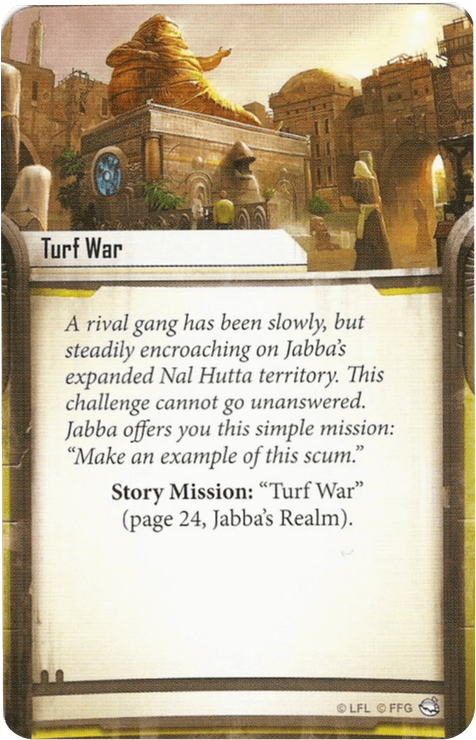 Turf War
A rival gang has been slowly, but
steadily encroaching on Jabba's
expanded Nal Hutta territory. This
challenge cannot go unanswered.
Jabba offers you this simple mission:
“Make an example of this scum.”
Story Mission: “Turf War”
(page 24, Jabba's Realm).
© LFL © FFG